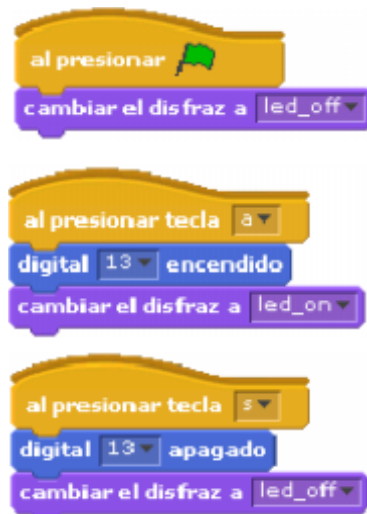 al presionar
cambiar el disfraz a led_off
al presionar tecla a
digital 13 encendido
cambiar el disfraz a led_on
al presionar tecla s
digital 13 apagado
cambiar el disfraz a led_off